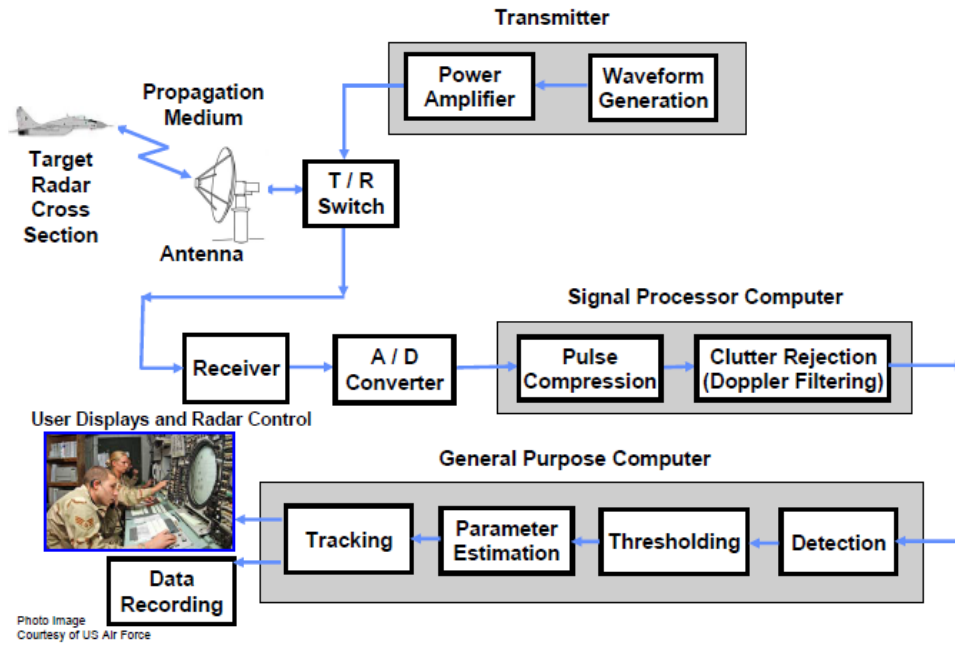 Transmitter
Power
Amplifier
Waveform
Generation
Propagation
Medium
Target
Radar
Cross
Section
Antenna
T / R
Switch
Signal Processor Computer
Receiver
A / D
Converter
Pulse
Compression
Clutter Rejection
(Doppler Filtering)
User Displays and Radar Control
General Purpose Computer
Tracking
Parameter
Estimation
Thresholding
Detection
Data
Recording
Photo Image
Courtesy of US Air Force